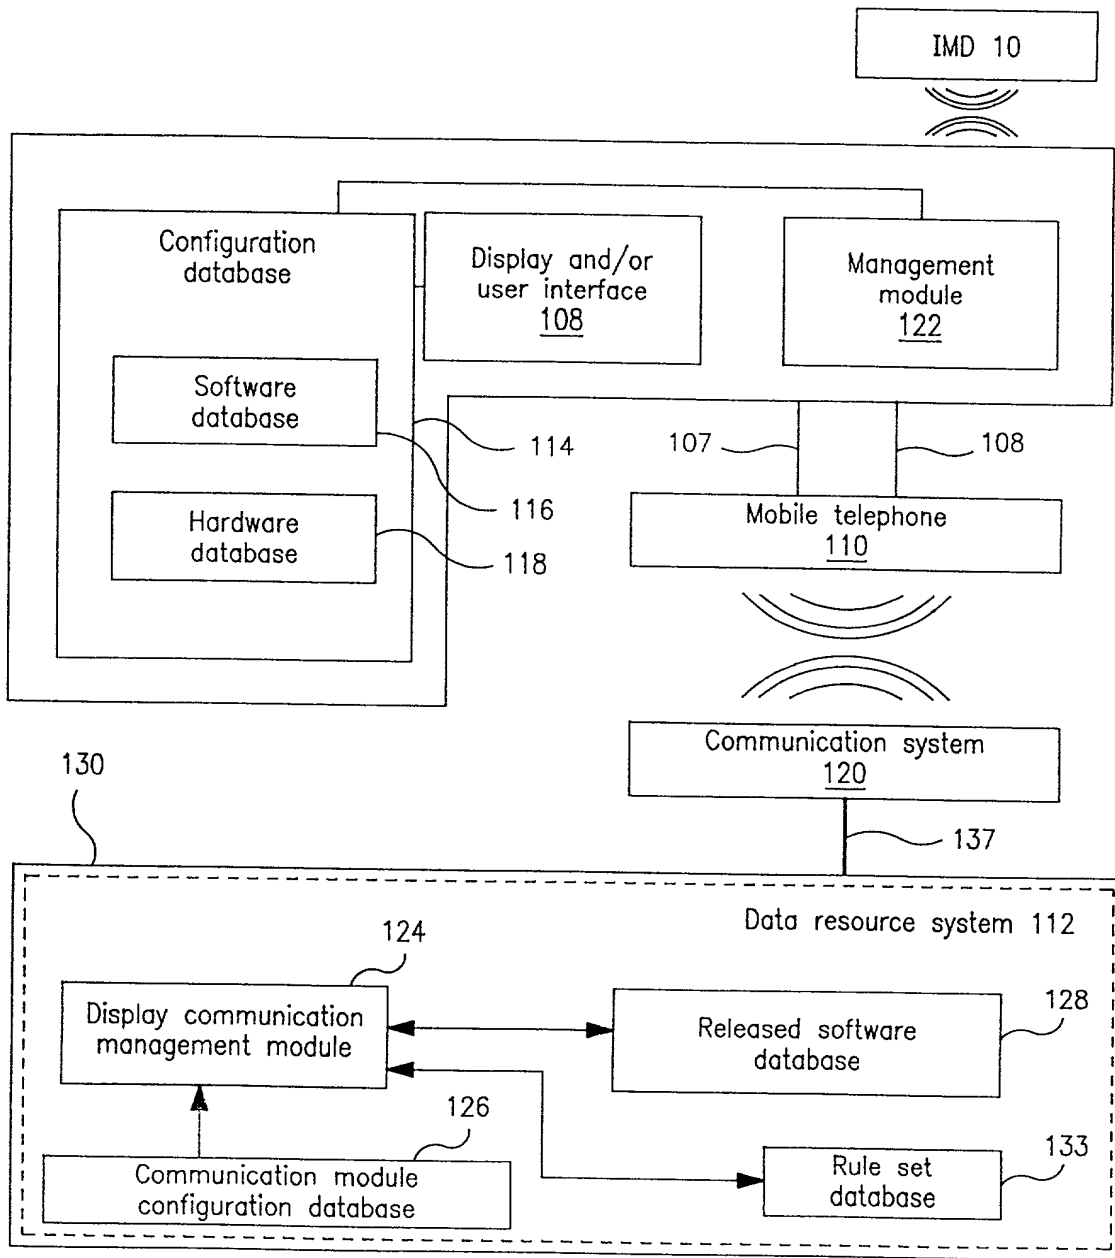 IMD 10
Configuration
database
Display and/or
user interface
108
Management
module
122
Software
database
114
107
108
116
Mobile telephone
110
Hardware
database
118
Communication system
120
130
137
Data resource system 112
124
Display communication
management module
128
Released software
database
126
Communication module
configuration database
133
Rule set
database